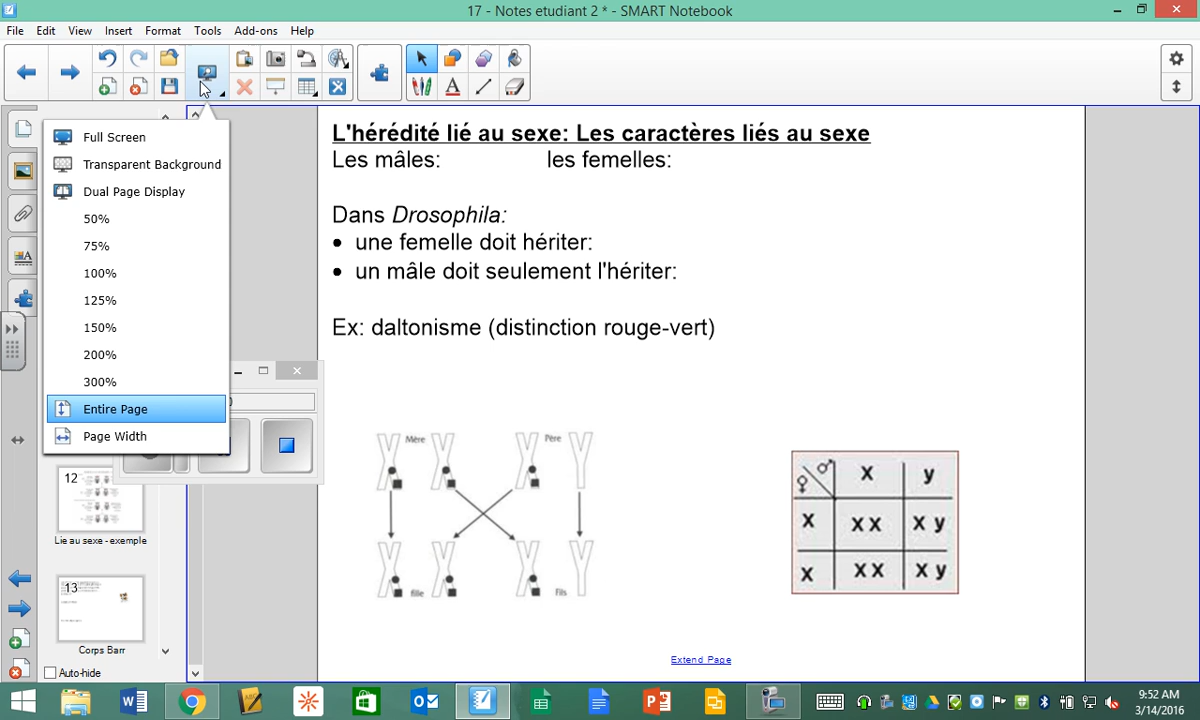 17 - Notes etudiant 2 * - SMART Notebook
File Edit View Insert Format Tools Add-ons Help
Full Screen
Transparent Background
Dual Page Display
50%
75%
100%
125%
150%
200%
300%
Entire Page
Page Width
12
Lie au sexe - exemple
13
Corps Barr
Auto-hide
L'hérédité lié au sexe: Les caractères liés au sexe
Les mâles: les femelles:
Dans Drosophila:
• une femelle doit hériter:
• un mâle doit seulement l'hériter:
Ex: daltonisme (distinction rouge-vert)
Mère Père
fille Fils
♀ ♂ X y
X X X X y
X X X X y
Extend Page
9:52 AM
3/14/2016